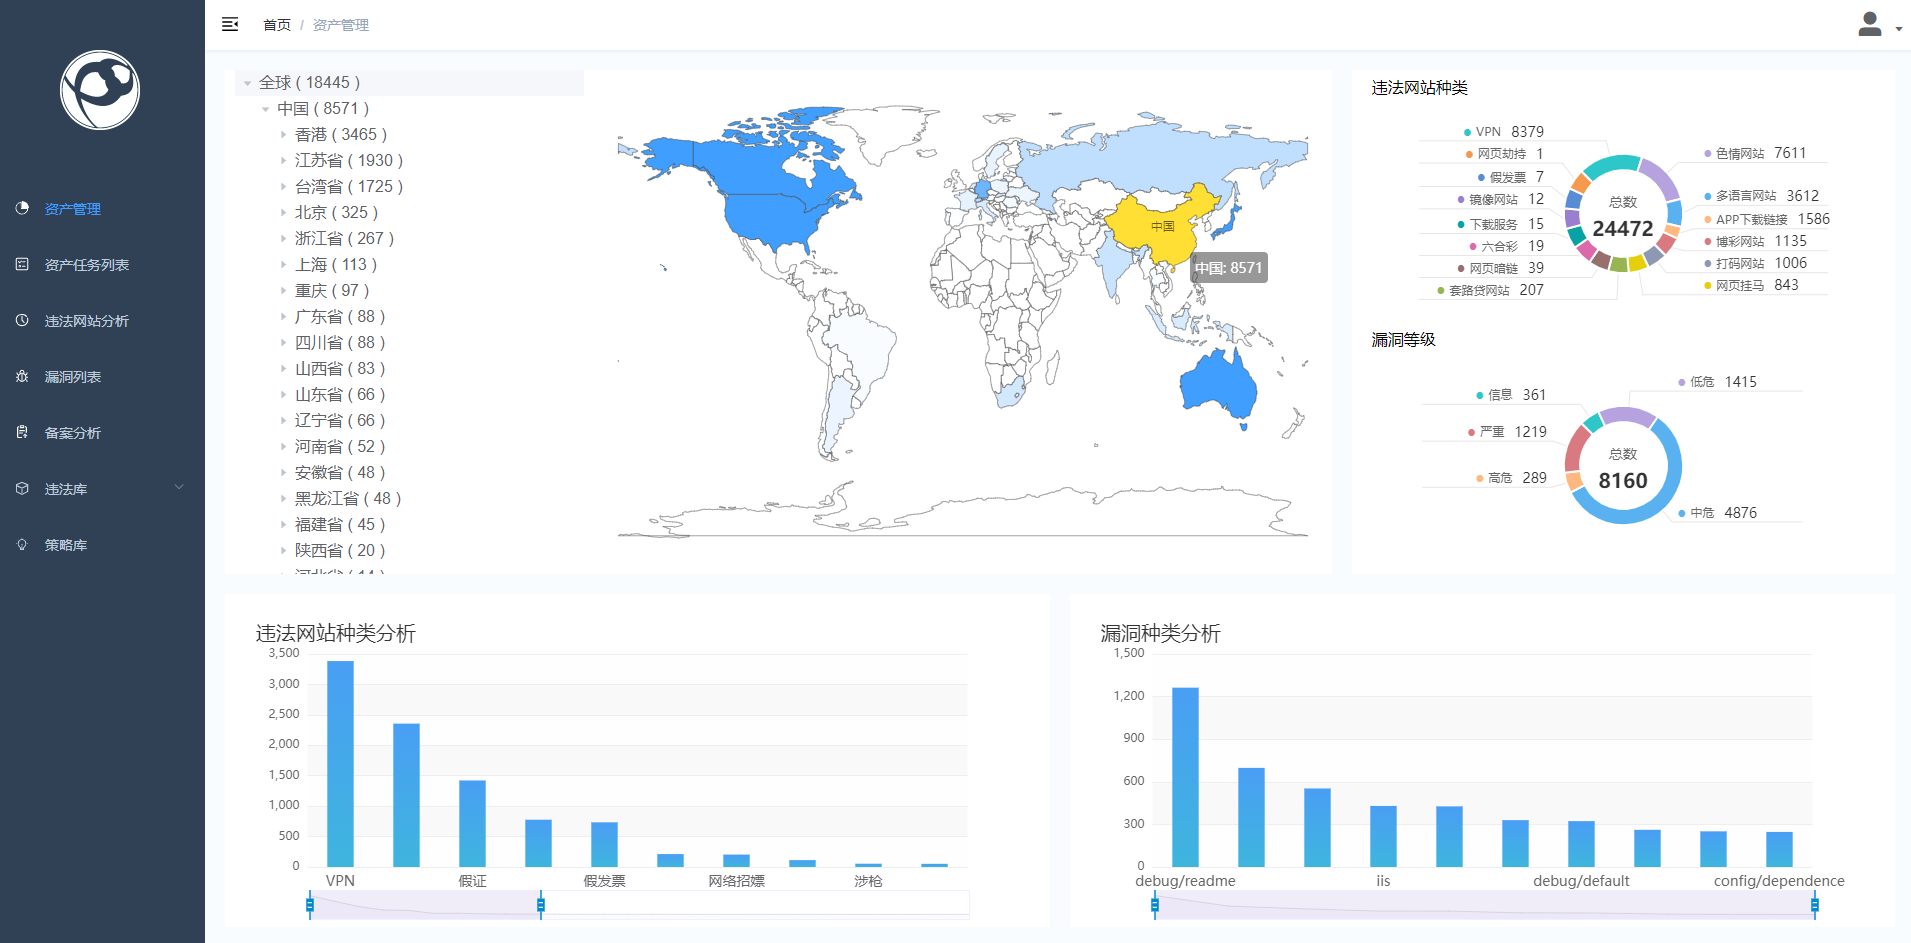 首页 / 资产管理
资产管理
资产任务列表
违法网站分析
漏洞列表
备案分析
违法库
策略库
全球 ( 18445 )
中国 ( 8571 )
香港 ( 3465 )
江苏省 ( 1930 )
台湾省 ( 1725 )
北京 ( 325 )
浙江省 ( 267 )
上海 ( 113 )
重庆 ( 97 )
广东省 ( 88 )
四川省 ( 88 )
山西省 ( 83 )
山东省 ( 66 )
辽宁省 ( 66 )
河南省 ( 52 )
安徽省 ( 48 )
黑龙江省 ( 48 )
福建省 ( 45 )
陕西省 ( 20 )
中国
中国: 8571
违法网站种类
VPN 8379
网页劫持 1
假发票 7
镜像网站 12
下载服务 15
六合彩 19
网页暗链 39
套路贷网站 207
总数
24472
色情网站 7611
多语言网站 3612
APP下载链接 1586
博彩网站 1135
打码网站 1006
网页挂马 843
漏洞等级
信息 361
严重 1219
高危 289
总数
8160
低危 1415
中危 4876
违法网站种类分析
3,500
3,000
2,500
2,000
1,500
1,000
500
0
VPN 假证 假发票 网络招嫖 涉枪
漏洞种类分析
1,500
1,200
900
600
300
0
debug/readme iis debug/default config/dependence